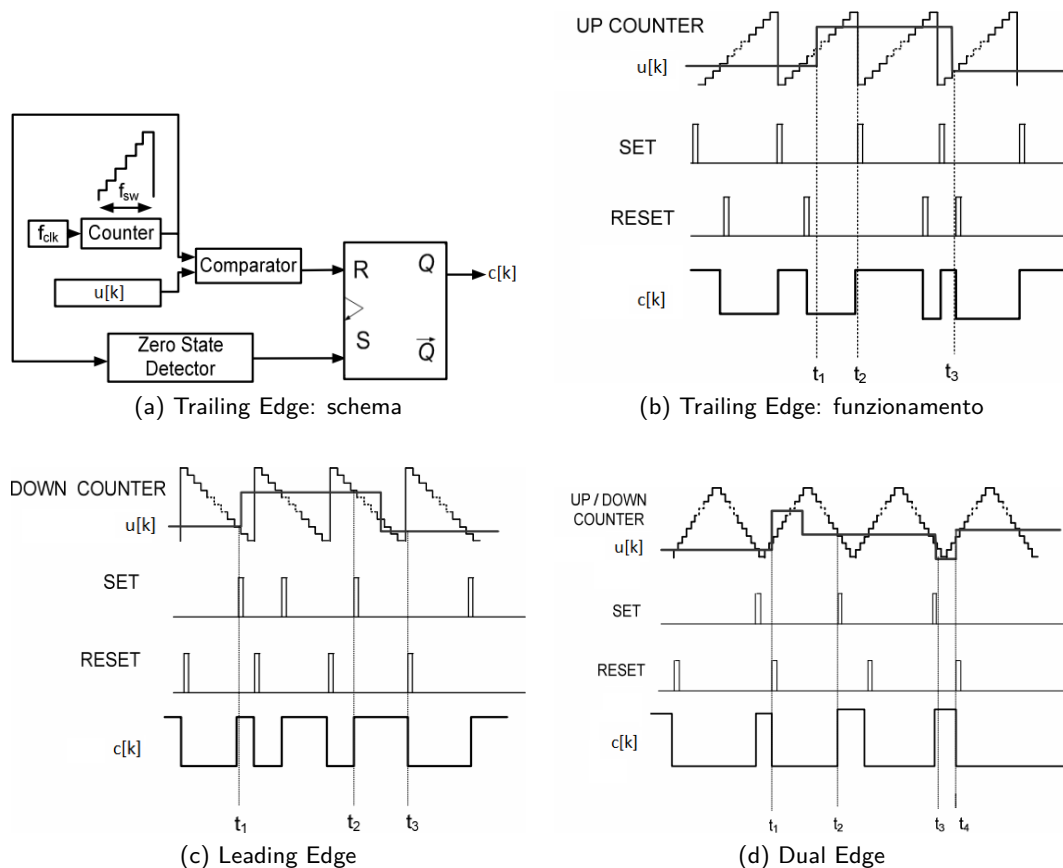 f_sw
f_clk
Counter
Comparator
u[k]
Zero State
Detector
R
Q
S
Q
c[k]
(a) Trailing Edge: schema
UP COUNTER
u[k]
SET
RESET
c[k]
t1
t2
t3
(b) Trailing Edge: funzionamento
DOWN COUNTER
u[k]
SET
RESET
c[k]
t1
t2
t3
(c) Leading Edge
UP / DOWN
COUNTER
u[k]
SET
RESET
c[k]
t1
t2
t3
t4
(d) Dual Edge